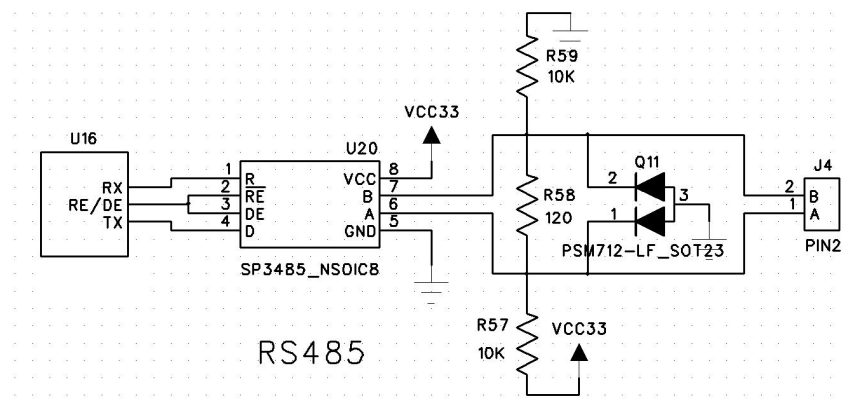 R59
10K
VCC33
U16
U20
Q11
J4
1 R VCC 8
RX 2 RE B 7 R58 2 3 2 B
RE/DE 3 DE A 6 120 1 1 A
TX 4 D GND 5
SP3485_NSOIC8
PSM712-LF_SOT23
PIN2
R57
10K
VCC33
RS485